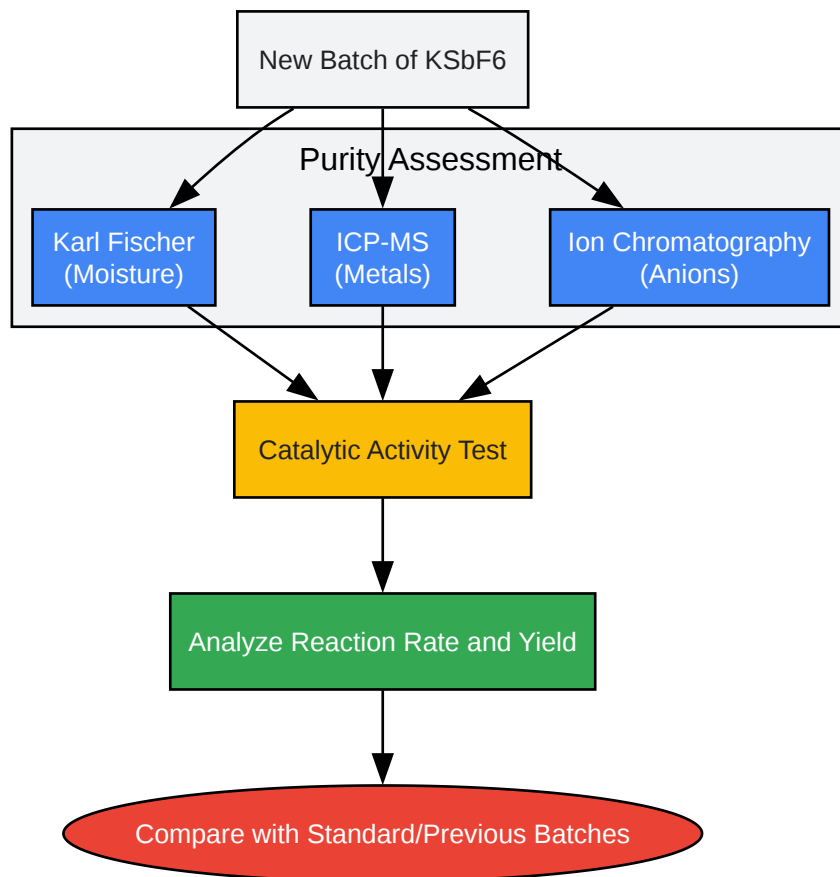 New Batch of KSbF6
Purity Assessment
Karl Fischer
(Moisture)
ICP-MS
(Metals)
Ion Chromatography
(Anions)
Catalytic Activity Test
Analyze Reaction Rate and Yield
Compare with Standard/Previous Batches